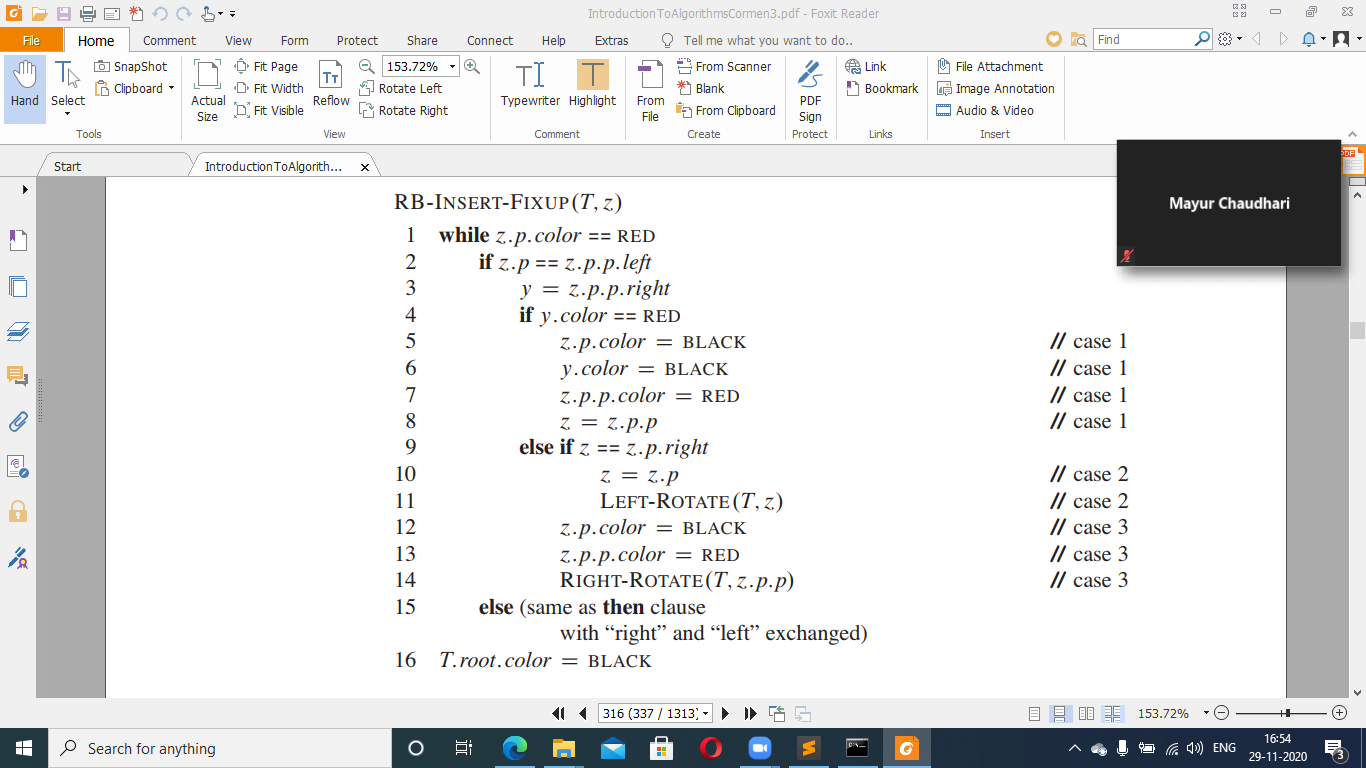 IntroductionToAlgorithmsCormen3.pdf - Foxit Reader
File Home Comment View Form Protect Share Connect Help Extras Tell me what you want to do.. Find
Hand
Select
SnapShot
Clipboard
Tools
Actual Size
Fit Page
Fit Width
Fit Visible
Reflow
153.72%
Rotate Left
Rotate Right
View
Typewriter
Highlight
Comment
From File
From Scanner
Blank
From Clipboard
Create
PDF Sign
Protect
Link
Bookmark
Links
File Attachment
Image Annotation
Audio & Video
Insert
Start
IntroductionToAlgorith...
PDF
Mayur Chaudhari
RB-INSERT-FIXUP(T, z)
1 while z.p.color == RED
2 if z.p == z.p.p.left
3 y = z.p.p.right
4 if y.color == RED
5 z.p.color = BLACK // case 1
6 y.color = BLACK // case 1
7 z.p.p.color = RED // case 1
8 z = z.p.p // case 1
9 else if z == z.p.right
10 z = z.p // case 2
11 LEFT-ROTATE(T, z) // case 2
12 z.p.color = BLACK // case 3
13 z.p.p.color = RED // case 3
14 RIGHT-ROTATE(T, z.p.p) // case 3
15 else (same as then clause
with “right” and “left” exchanged)
16 T.root.color = BLACK
316 (337 / 1313)
153.72%
Search for anything
ENG
16:54
29-11-2020
3